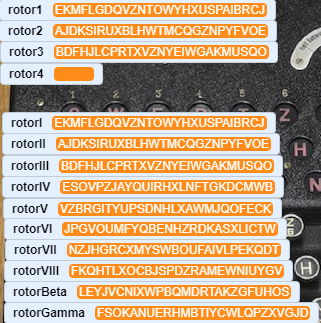 rotor1 EKMFLGDQVZNTOWYHXUSPAIBRCJ
rotor2 AJDKSIRUXBLHWTMCQGZNPYFVOE
rotor3 BDFHJLCPRTXVZNYEIWGAKMUSQO
rotor4
rotorI EKMFLGDQVZNTOWYHXUSPAIBRCJ
rotorII AJDKSIRUXBLHWTMCQGZNPYFVOE
rotorIII BDFHJLCPRTXVZNYEIWGAKMUSQO
rotorIV ESOVPZJAYQUIRHXLNFTGKDCMWB
rotorV VZBRGITYUPSDNHLXAWMJQOFECK
rotorVI JPGVOUMFYQBENHZRDKASXLICTW
rotorVII NZJHGRCXMYSWBOUFAIVLPEKQDT
rotorVIII FKQHTLXOCBJSPDZRAMEWNIUYGV
rotorBeta LEYJVCNIXWPBQMDRTAKZGFUHOS
rotorGamma FSOKANUERHMBTIYCWLQPZXVGJD